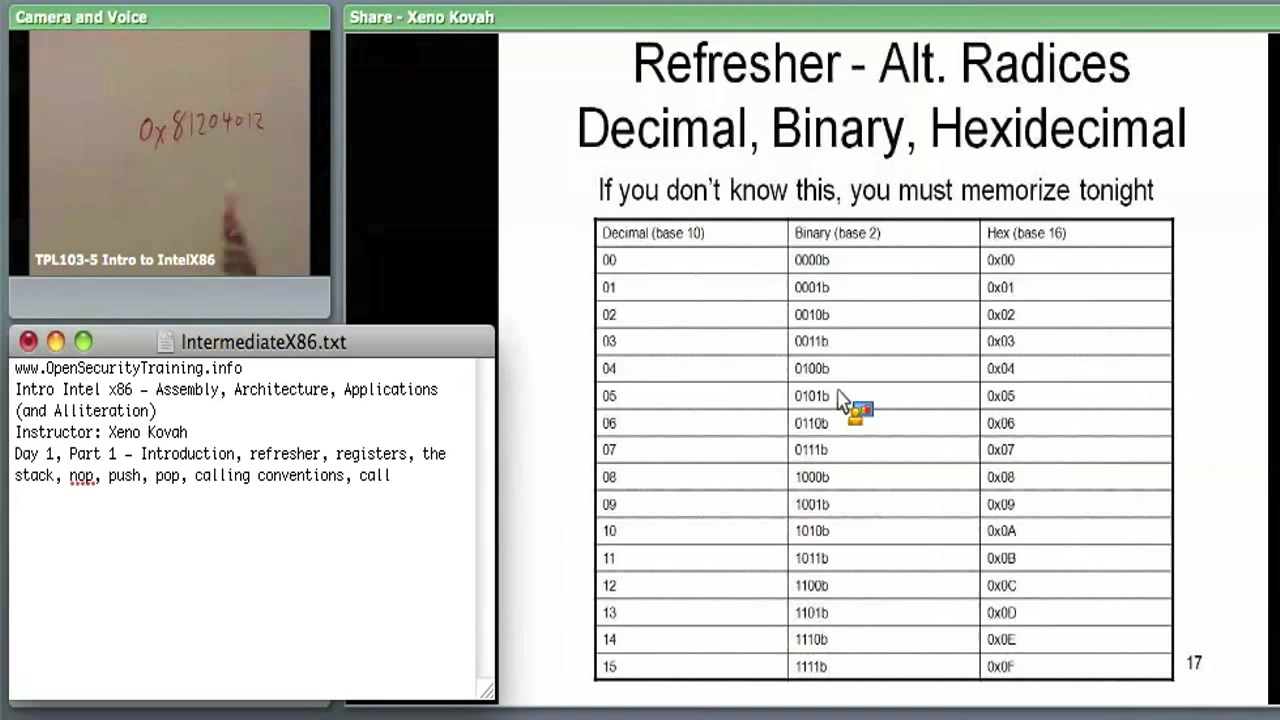 Camera and Voice
Share - Xeno Kovah
0x81204012
TPL103-5 Intro to IntelX86
IntermediateX86.txt
www.OpenSecurityTraining.info
Intro Intel x86 – Assembly, Architecture, Applications
(and Alliteration)
Instructor: Xeno Kovah
Day 1, Part 1 – Introduction, refresher, registers, the
stack, nop, push, pop, calling conventions, call
Refresher - Alt. Radices
Decimal, Binary, Hexidecimal
If you don't know this, you must memorize tonight
Decimal (base 10) Binary (base 2) Hex (base 16)
00 0000b 0x00
01 0001b 0x01
02 0010b 0x02
03 0011b 0x03
04 0100b 0x04
05 0101b 0x05
06 0110b 0x06
07 0111b 0x07
08 1000b 0x08
09 1001b 0x09
10 1010b 0x0A
11 1011b 0x0B
12 1100b 0x0C
13 1101b 0x0D
14 1110b 0x0E
15 1111b 0x0F
17